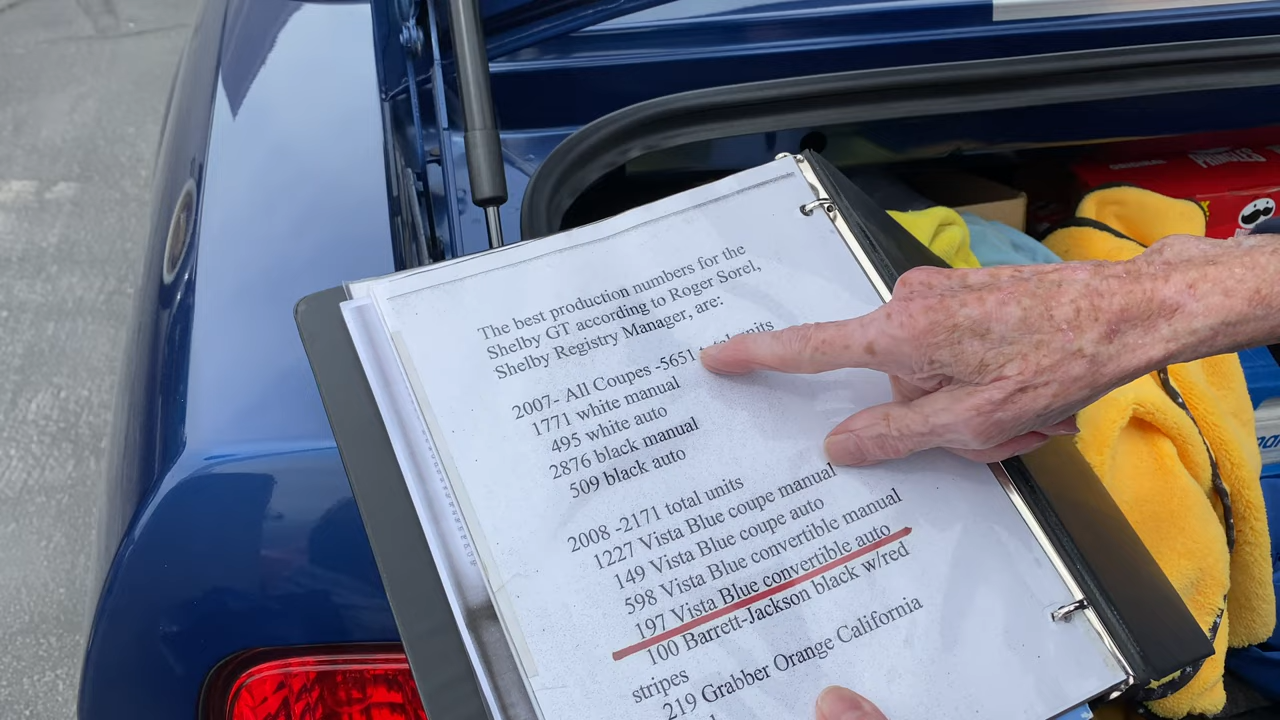 The best production numbers for the
Shelby GT according to Roger Sorel,
Shelby Registry Manager, are:
2007- All Coupes -5651 total units
1771 white manual
495 white auto
2876 black manual
509 black auto
2008 -2171 total units
1227 Vista Blue coupe manual
149 Vista Blue coupe auto
598 Vista Blue convertible manual
197 Vista Blue convertible auto
100 Barrett-Jackson black w/red
stripes
219 Grabber Orange California
ORIGINAL PRINGLES